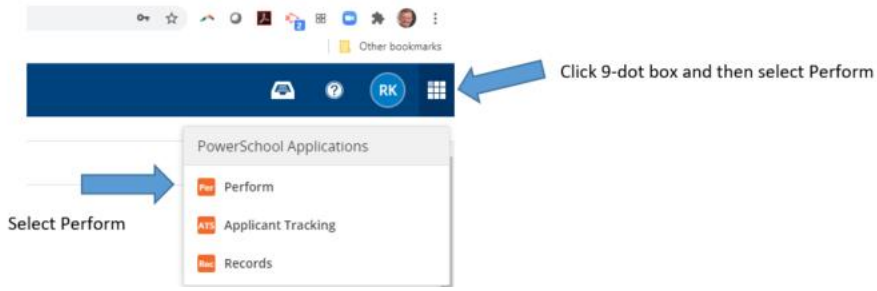 2
Other bookmarks
Click 9-dot box and then select Perform
?
RK
PowerSchool Applications
Per Perform
Select Perform
ATS Applicant Tracking
Rec Records